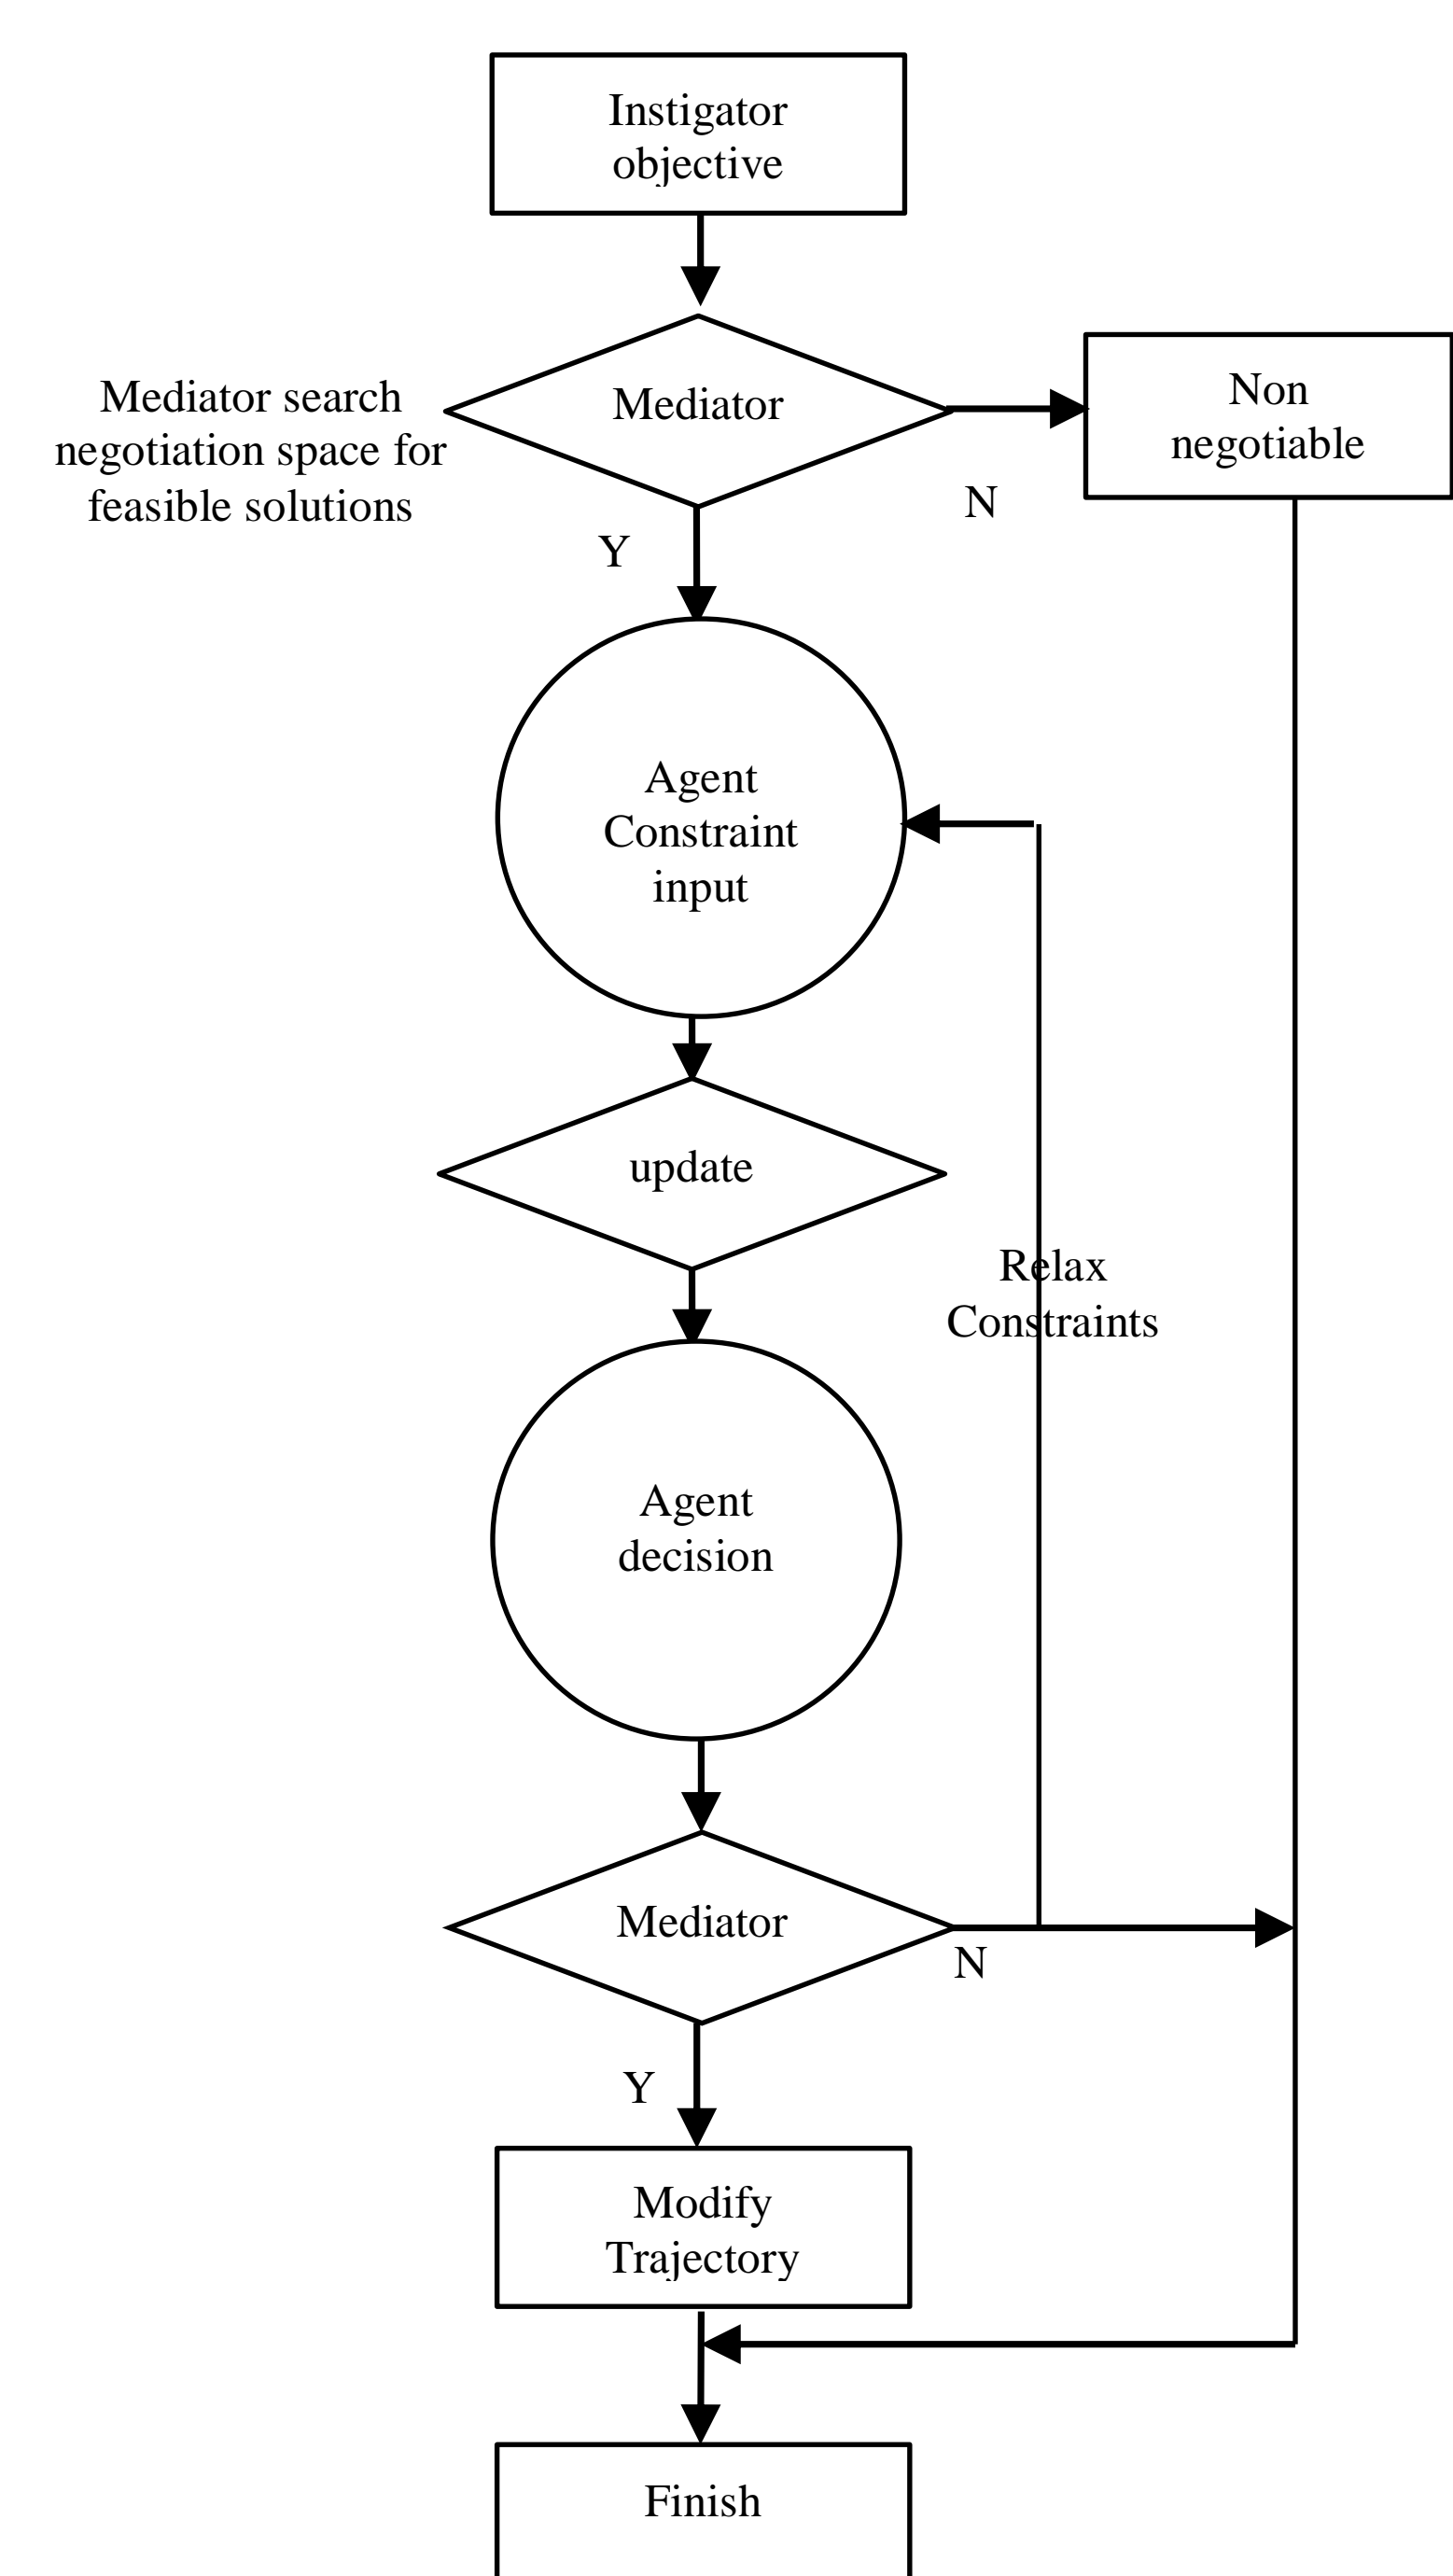 Instigator
objective
Mediator
Non
negotiable
Mediator search
negotiation space for
feasible solutions
N
Y
Agent
Constraint
input
update
Relax
Constraints
Agent
decision
Mediator
N
Y
Modify
Trajectory
Finish